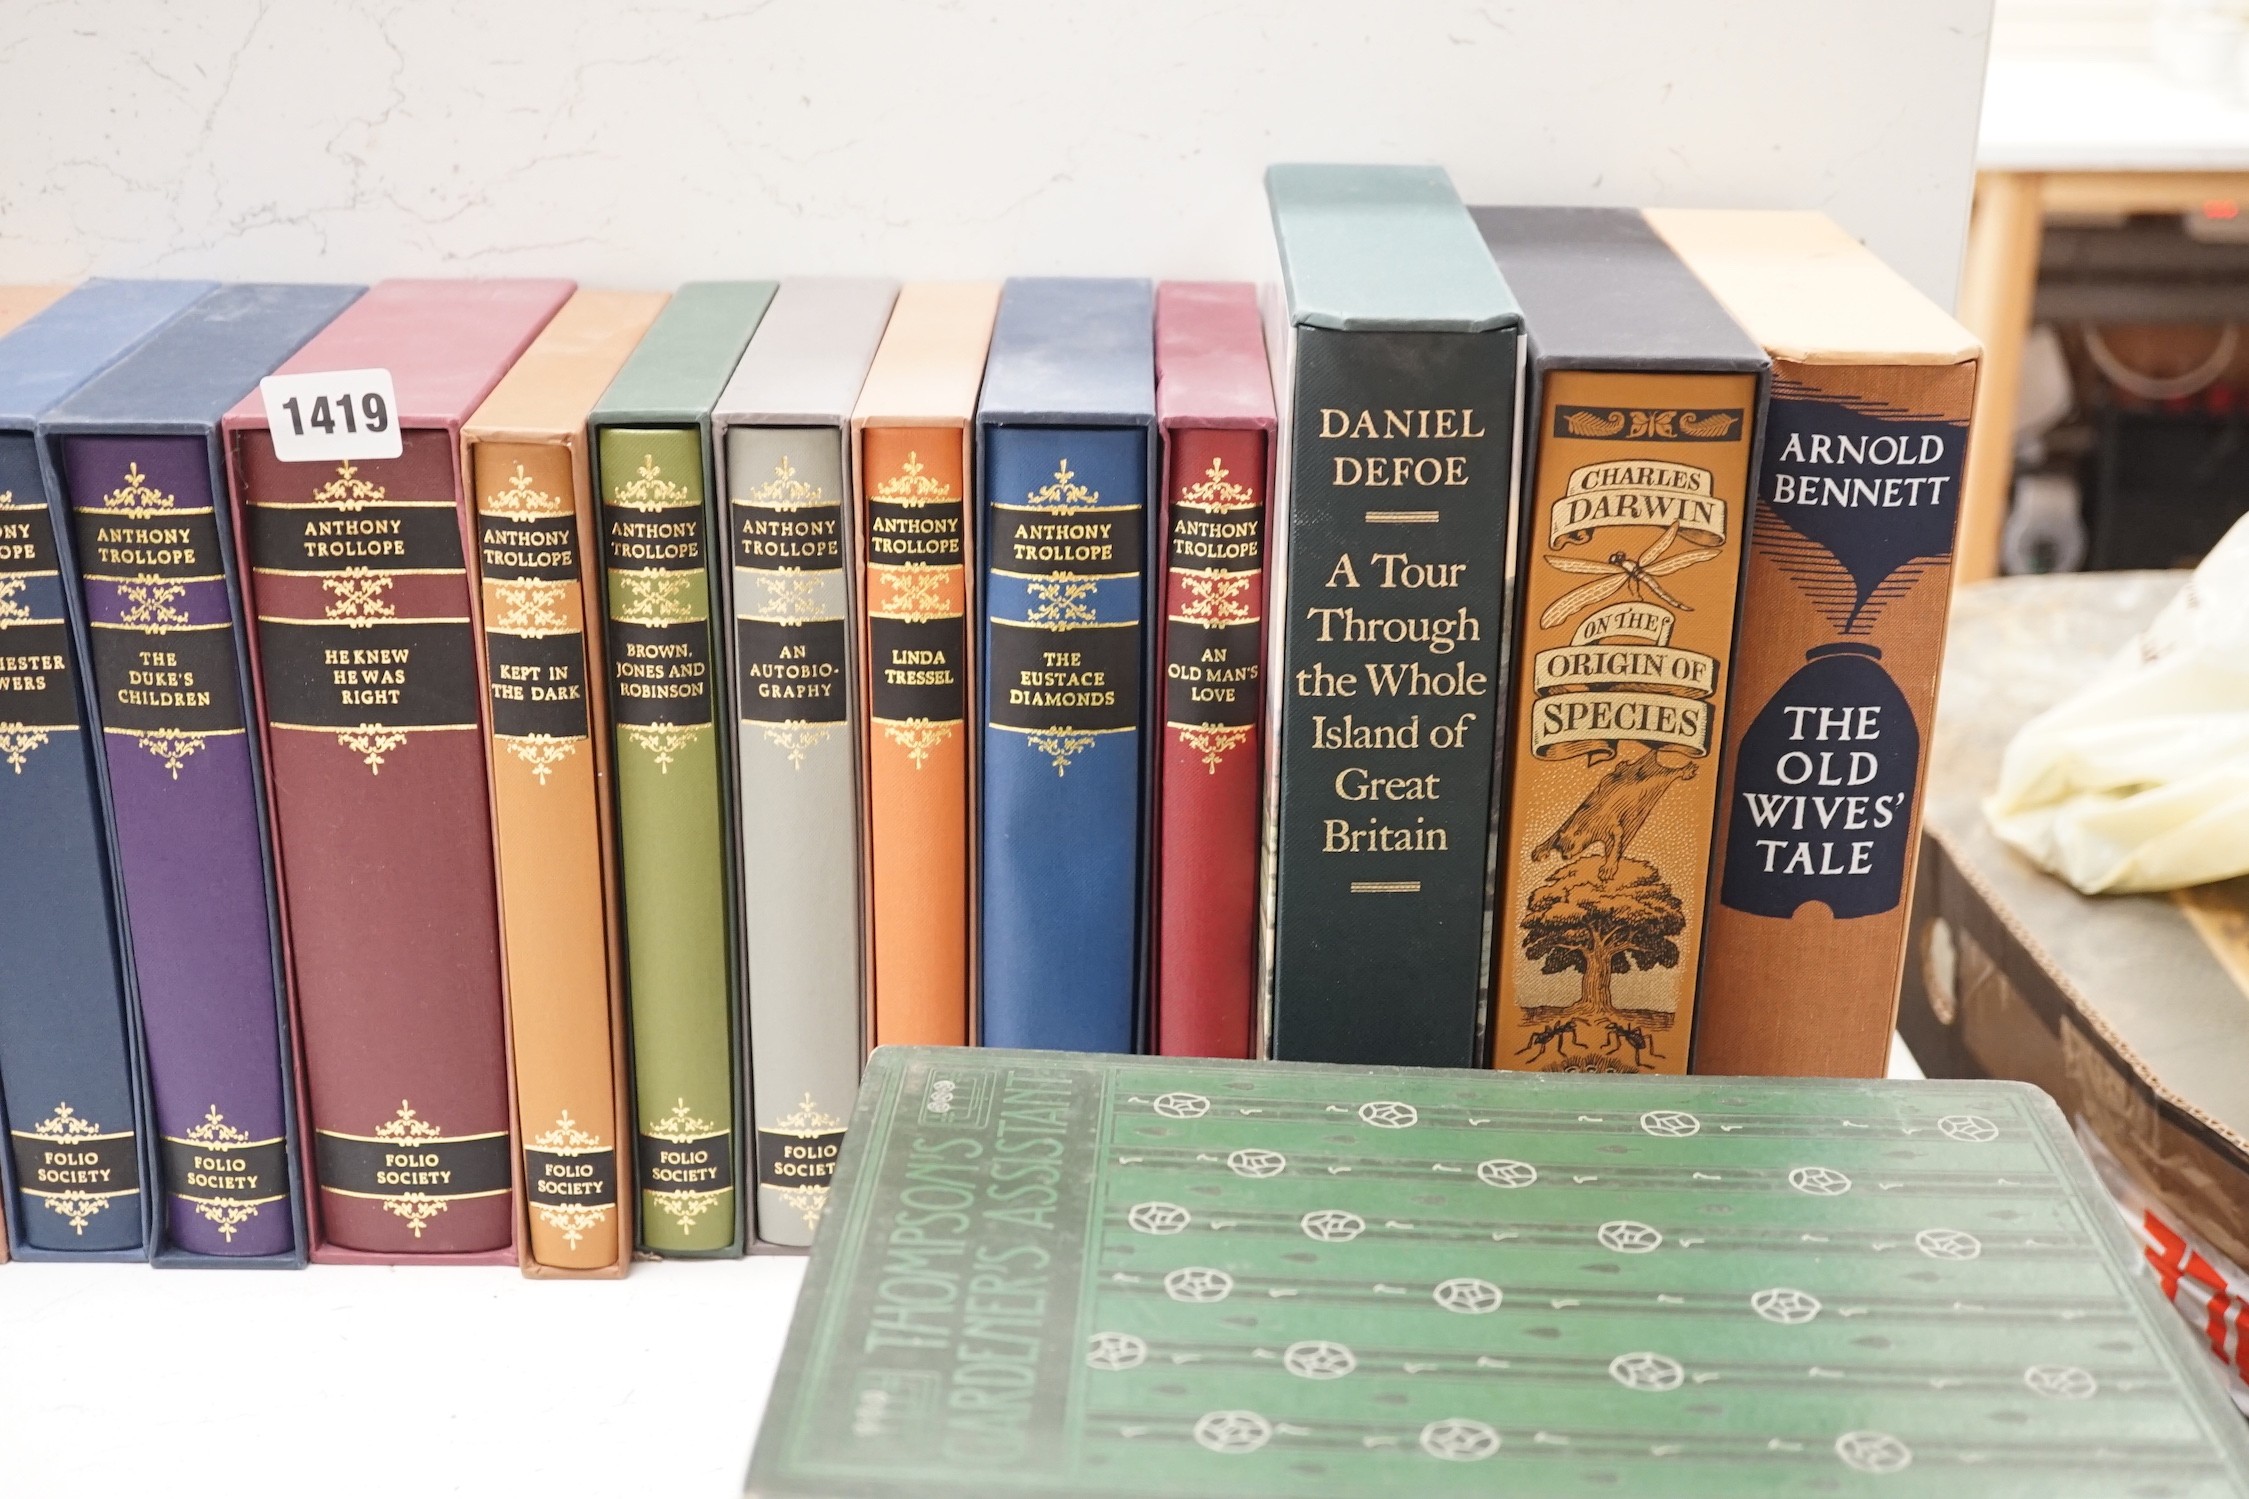 1419
FOLIO
SOCIETY
ANTHONY
TROLLOPE
THE
DUKE'S
CHILDREN
FOLIO
SOCIETY
ANTHONY
TROLLOPE
HE KNEW
HE WAS
RIGHT
FOLIO
SOCIETY
ANTHONY
TROLLOPE
KEPT IN
THE DARK
FOLIO
SOCIETY
ANTHONY
TROLLOPE
BROWN,
JONES AND
ROBINSON
FOLIO
SOCIETY
ANTHONY
TROLLOPE
AN
AUTOBIO-
GRAPHY
FOLIO
SOCIET
ANTHONY
TROLLOPE
LINDA
TRESSEL
ANTHONY
TROLLOPE
THE
EUSTACE
DIAMONDS
ANTHONY
TROLLOPE
AN
OLD MAN'S
LOVE
DANIEL
DEFOE
A Tour
Through
the Whole
Island of
Great
Britain
CHARLES
DARWIN
ON THE
ORIGIN OF
SPECIES
ARNOLD
BENNETT
THE
OLD
WIVES'
TALE
THOMPSON'S
GARDENER'S ASSISTANT